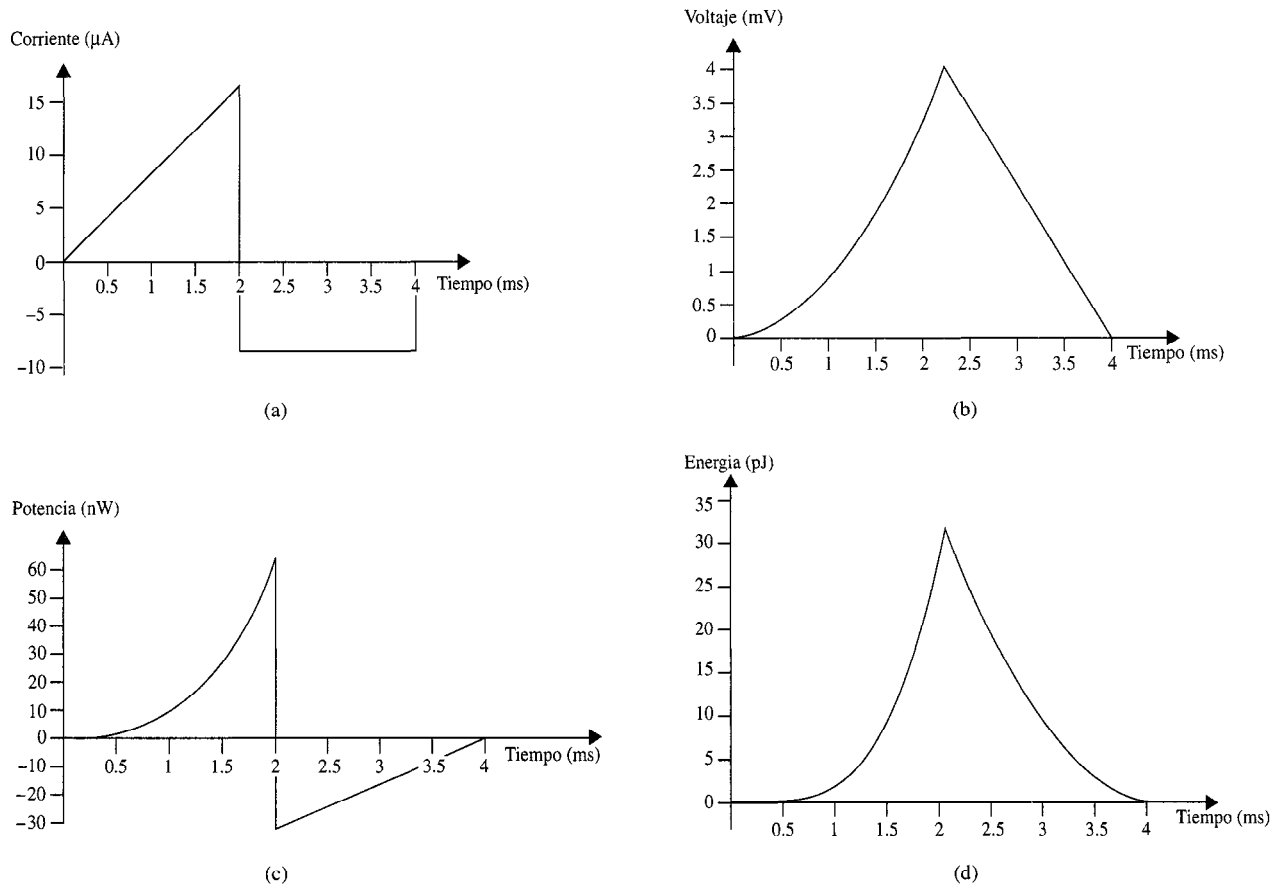 Corriente (µA)
15
10
5
0
−5
−10
0.5 1 1.5 2 2.5 3 3.5 4
Tiempo (ms)
(a)
Voltaje (mV)
4
3.5
3
2.5
2
1.5
1
0.5
0
0.5 1 1.5 2 2.5 3 3.5 4
Tiempo (ms)
(b)
Potencia (nW)
60
50
40
30
20
10
0
−10
−20
−30
0.5 1 1.5 2 2.5 3 3.5 4
Tiempo (ms)
(c)
Energia (pJ)
35
30
25
20
15
10
5
0
0.5 1 1.5 2 2.5 3 3.5 4
Tiempo (ms)
(d)